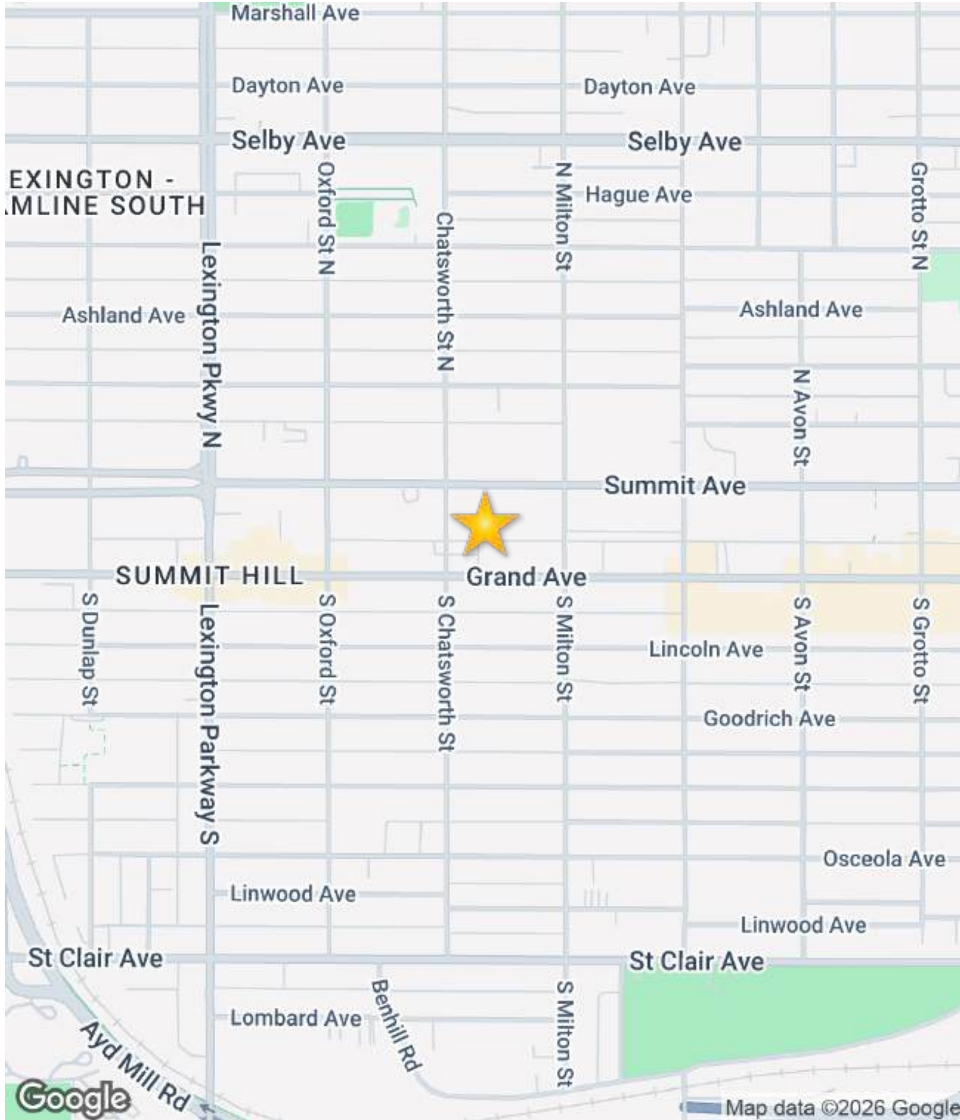 Marshall Ave
Dayton Ave
Dayton Ave
Selby Ave
Selby Ave
EXINGTON -
AMLINE SOUTH
Oxford St N
N Milton St
Hague Ave
Grotto St N
Chatsworth St N
Lexington Pkwy N
Ashland Ave
Ashland Ave
N Avon St
Summit Ave
SUMMIT HILL
Grand Ave
S Dunlap St
Lexington Parkway S
S Oxford St
S Chatsworth St
S Milton St
Lincoln Ave
S Avon St
S Grotto St
Goodrich Ave
Osceola Ave
Linwood Ave
Linwood Ave
St Clair Ave
St Clair Ave
Benhill Rd
S Milton St
Lombard Ave
Ayd Mill Rd
Google
Map data ©2026 Google